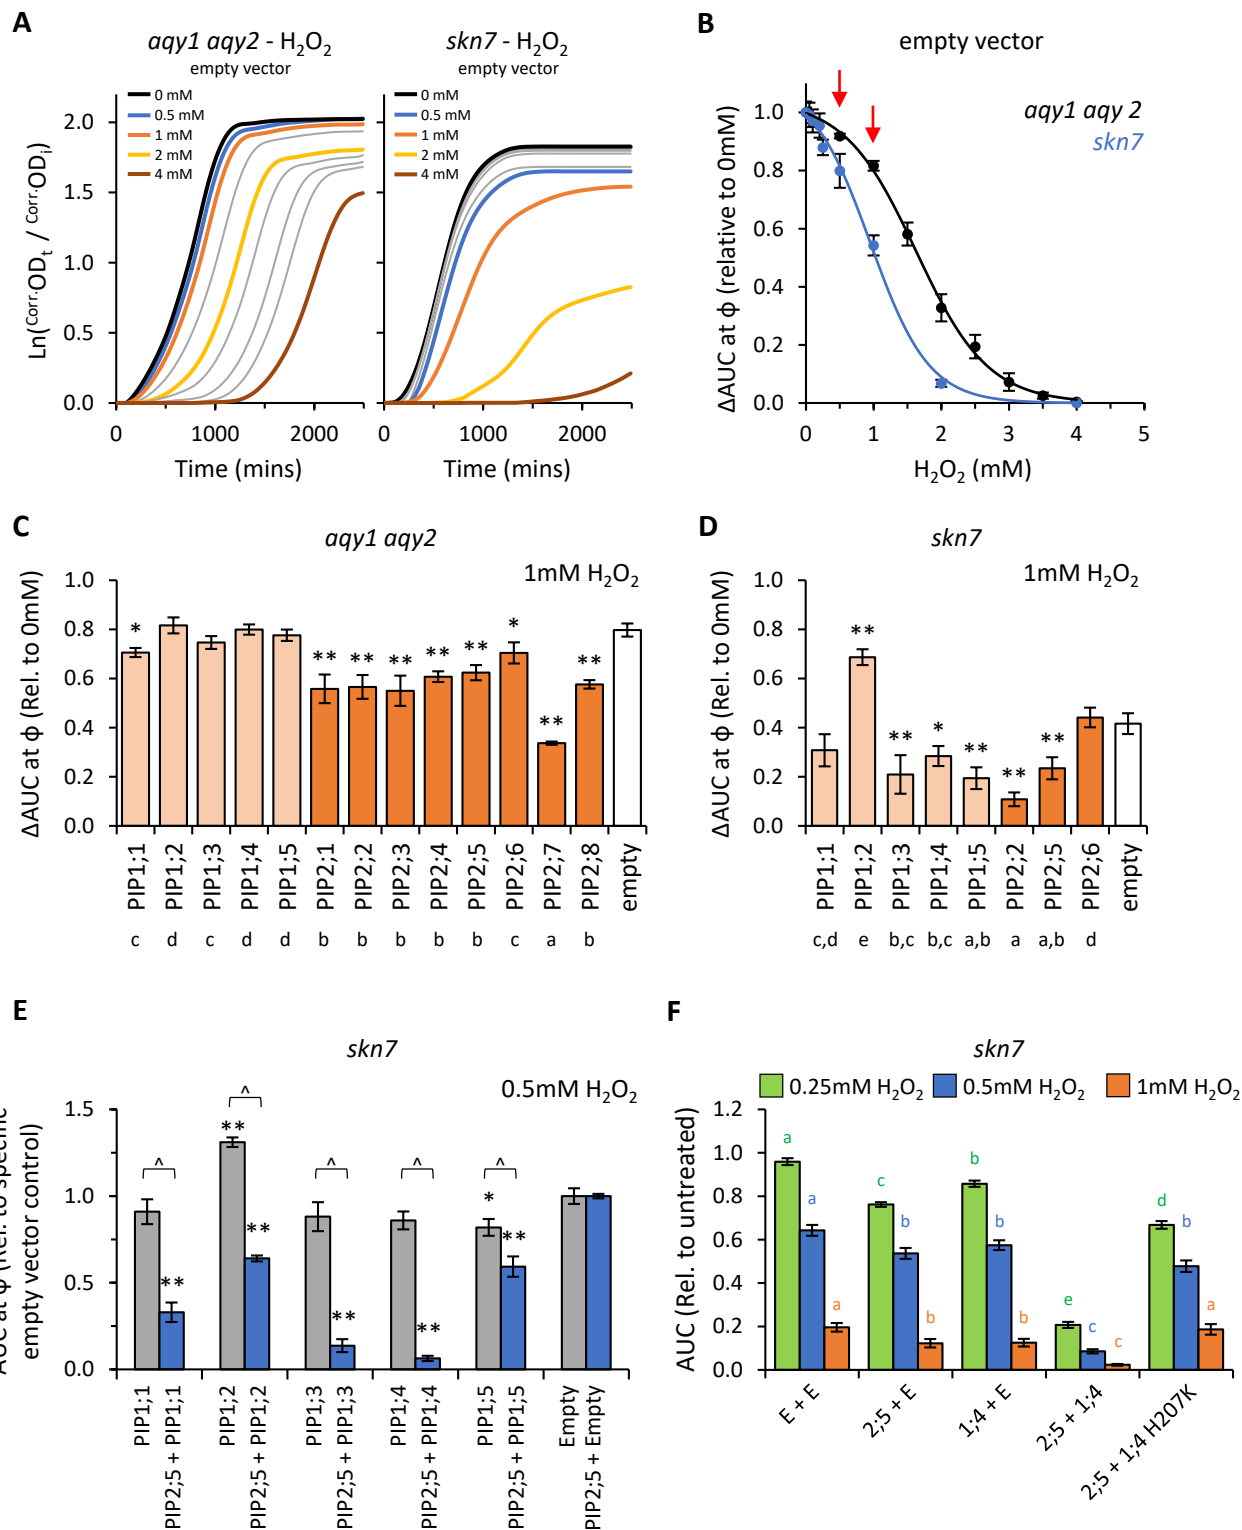 A
aqy1 aqy2 - H₂O₂
empty vector
0 mM
0.5 mM
1 mM
2 mM
4 mM
2.0
1.5
1.0
0.5
0.0
Ln(Corr.ODt / Corr.ODi)
0 1000 2000
Time (mins)
skn7 - H₂O₂
empty vector
0 mM
0.5 mM
1 mM
2 mM
4 mM
0 1000 2000
Time (mins)
B
empty vector
aqy1 aqy 2
skn7
1.0
0.8
0.6
0.4
0.2
0.0
ΔAUC at ϕ (relative to 0mM)
0 1 2 3 4 5
H₂O₂ (mM)
C
aqy1 aqy2
1mM H₂O₂
1.0
0.8
0.6
0.4
0.2
0.0
ΔAUC at ϕ (Rel. to 0mM)
* ** ** ** ** ** * ** **
PIP1;1 PIP1;2 PIP1;3 PIP1;4 PIP1;5 PIP2;1 PIP2;2 PIP2;3 PIP2;4 PIP2;5 PIP2;6 PIP2;7 PIP2;8 empty
c d c d d b b b b b c a b
D
skn7
1mM H₂O₂
1.0
0.8
0.6
0.4
0.2
0.0
ΔAUC at ϕ (Rel. to 0mM)
** ** * ** ** **
PIP1;1 PIP1;2 PIP1;3 PIP1;4 PIP1;5 PIP2;2 PIP2;5 PIP2;6 empty
c,d e b,c b,c a,b a a,b d
E
skn7
0.5mM H₂O₂
1.5
1.0
0.5
0.0
at ϕ (Rel. to specific
empty vector control)
^ ^ ^ ^ ^
** ** ** ** ** * **
PIP1;1
PIP2;5 + PIP1;1
PIP1;2
PIP2;5 + PIP1;2
PIP1;3
PIP2;5 + PIP1;3
PIP1;4
PIP2;5 + PIP1;4
PIP1;5
PIP2;5 + PIP1;5
Empty
PIP2;5 + Empty
F
skn7
0.25mM H₂O₂ 0.5mM H₂O₂ 1mM H₂O₂
1.2
1.0
0.8
0.6
0.4
0.2
0.0
AUC (Rel. to untreated)
a a a
c b b
b b b
e c c
d b a
E + E
2;5 + E
1;4 + E
2;5 + 1;4
2;5 + 1;4 H207K